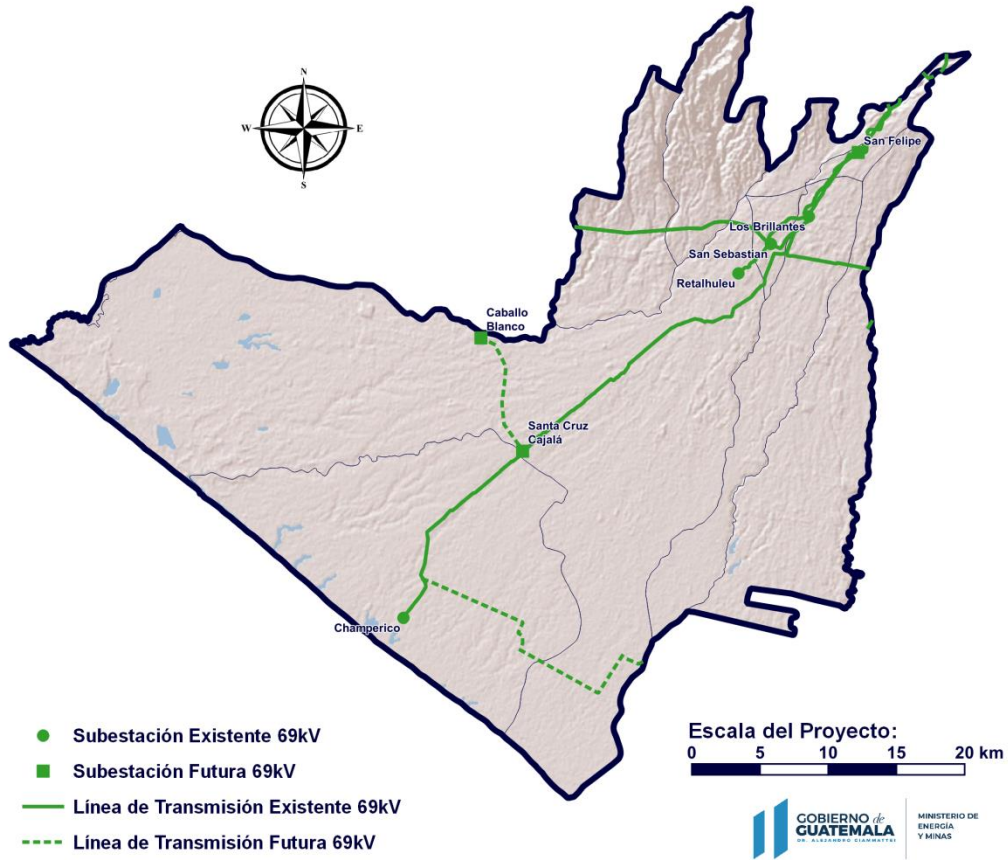 N
W
E
S
San Felipe
Los Brillantes
San Sebastian
Retalhuleu
Caballo
Blanco
Santa Cruz
Cajalá
Champerico
Subestación Existente 69kV
Subestación Futura 69kV
Línea de Transmisión Existente 69kV
Línea de Transmisión Futura 69kV
Escala del Proyecto:
0 5 10 15 20 km
GOBIERNO de
GUATEMALA
DR. ALEJANDRO GIAMMATTEI
MINISTERIO DE
ENERGÍA
Y MINAS